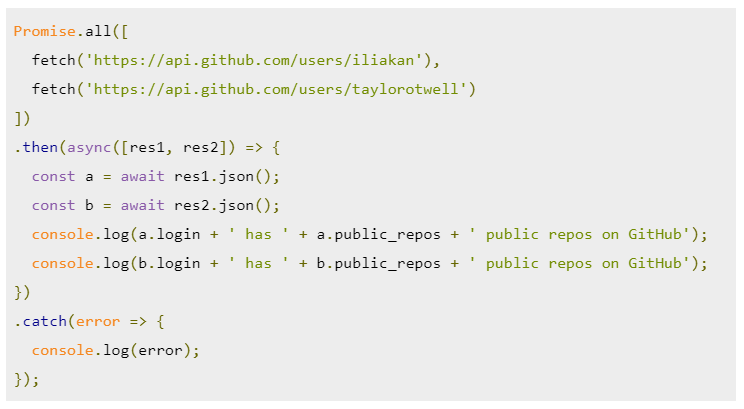 Promise.all([
  fetch('https://api.github.com/users/iliakan'),
  fetch('https://api.github.com/users/taylorotwell')
])
.then(async([res1, res2]) => {
  const a = await res1.json();
  const b = await res2.json();
  console.log(a.login + ' has ' + a.public_repos + ' public repos on GitHub');
  console.log(b.login + ' has ' + b.public_repos + ' public repos on GitHub');
})
.catch(error => {
  console.log(error);
});